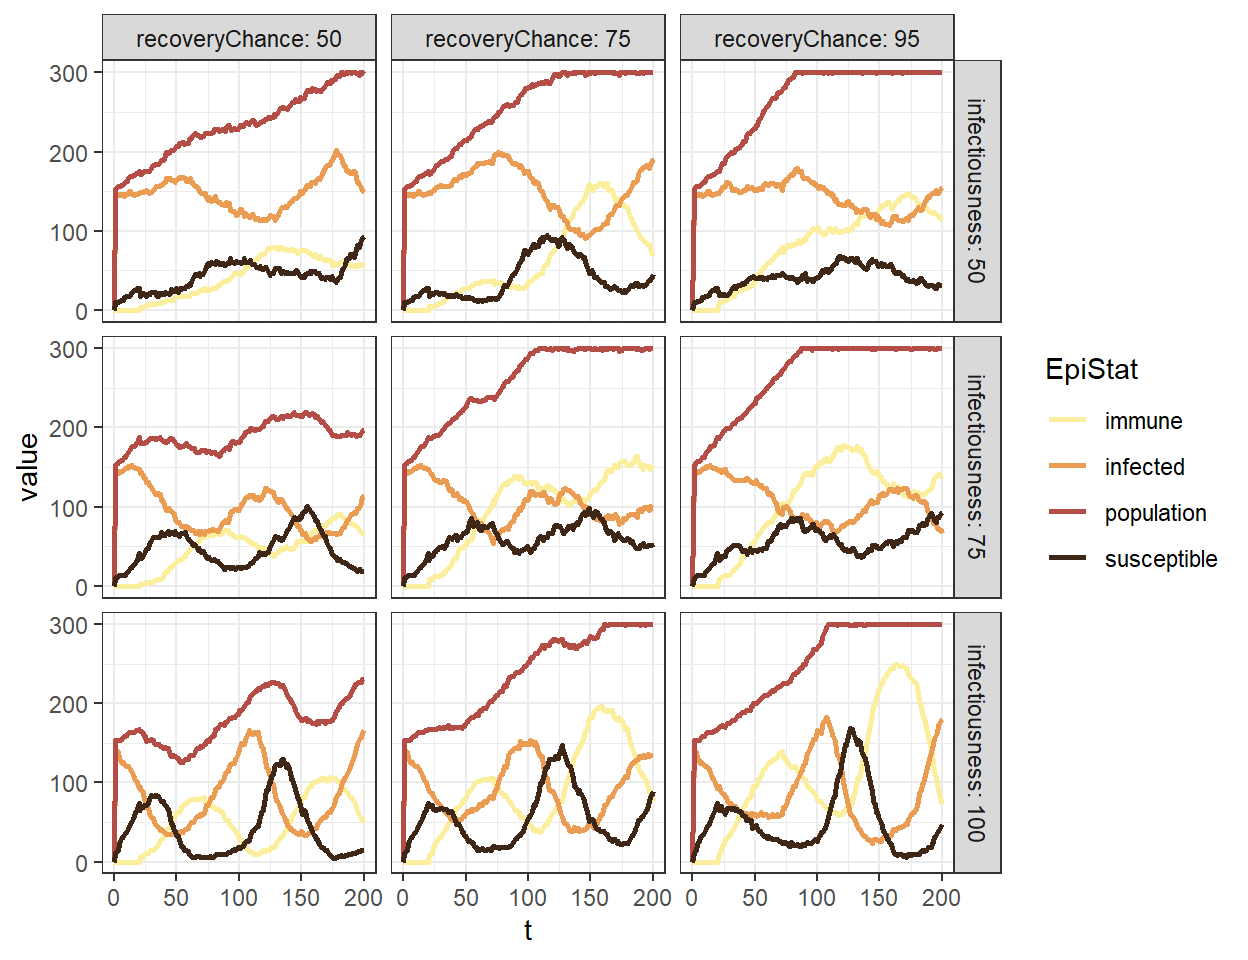 recoveryChance: 50
recoveryChance: 75
recoveryChance: 95
300
200
100
0
infectiousness: 50
300
200
100
0
infectiousness: 75
300
200
100
0
infectiousness: 100
0 50 100 150 200
0 50 100 150 200
0 50 100 150 200
t
value
EpiStat
immune
infected
population
susceptible